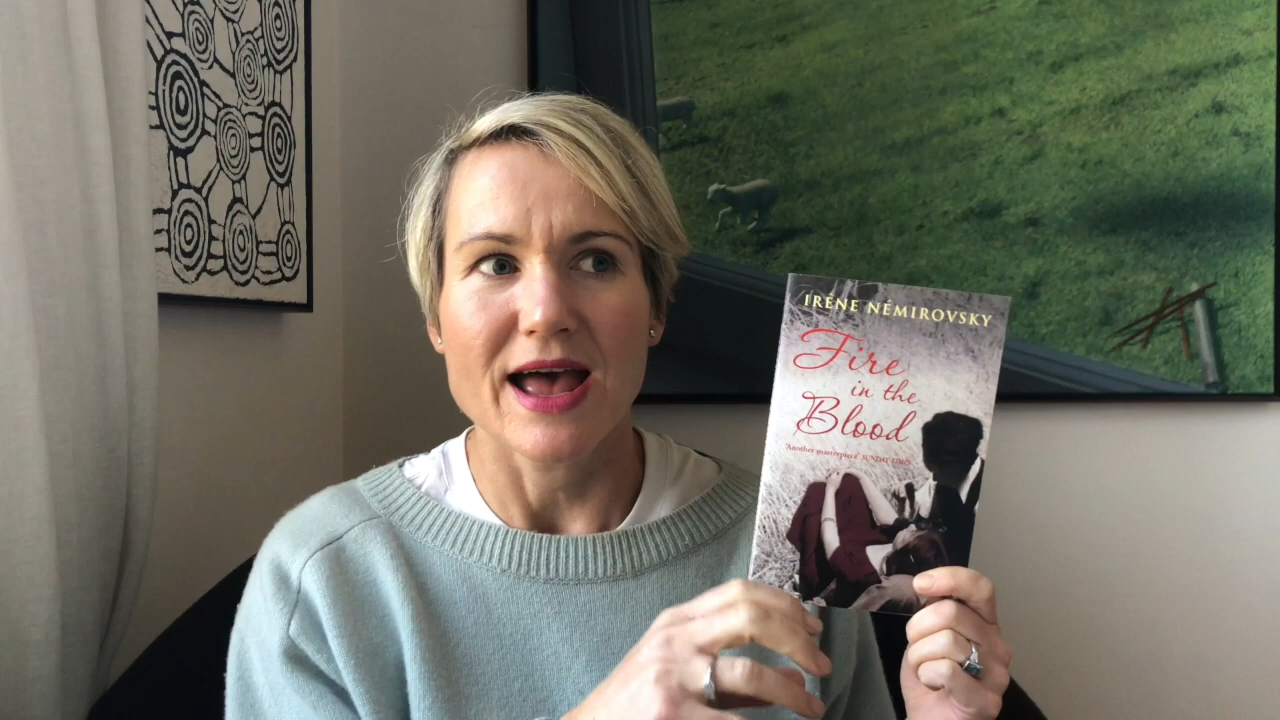 IRÈNE NÉMIROVSKY
Fire
in the
Blood
'Another masterpiece' SUNDAY TIMES